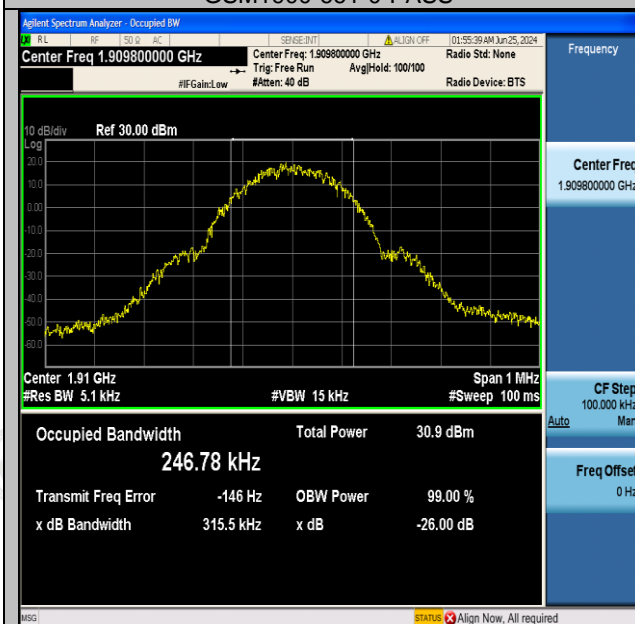 Agilent Spectrum Analyzer - Occupied BW
RL RF 50 Ω AC SENSE:INT ALIGN OFF 01:55:39 AM Jun 25, 2024
Center Freq 1.909800000 GHz
Center Freq: 1.909800000 GHz Radio Std: None
Trig: Free Run Avg|Hold: 100/100
#IFGain:Low #Atten: 40 dB Radio Device: BTS
10 dB/div Ref 30.00 dBm
Log
20.0
10.0
0.00
-10.0
-20.0
-30.0
-40.0
-50.0
-60.0
Center 1.91 GHz Span 1 MHz
#Res BW 5.1 kHz #VBW 15 kHz #Sweep 100 ms
Occupied Bandwidth Total Power 30.9 dBm
246.78 kHz
Transmit Freq Error -146 Hz OBW Power 99.00 %
x dB Bandwidth 315.5 kHz x dB -26.00 dB
MSG STATUS Align Now, All required
Frequency
Center Freq
1.909800000 GHz
CF Step
100.000 kHz
Auto Man
Freq Offset
0 Hz